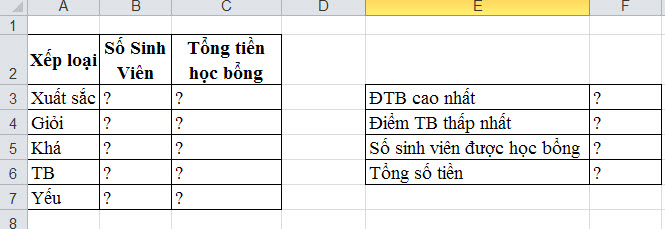 A B C D E F
1
2 Xếp loại Số Sinh Viên Tổng tiền học bổng
3 Xuất sắc ? ? ĐTB cao nhất ?
4 Giỏi ? ? Điểm TB thấp nhất ?
5 Khá ? ? Số sinh viên được học bổng ?
6 TB ? ? Tổng số tiền ?
7 Yếu ? ?
8